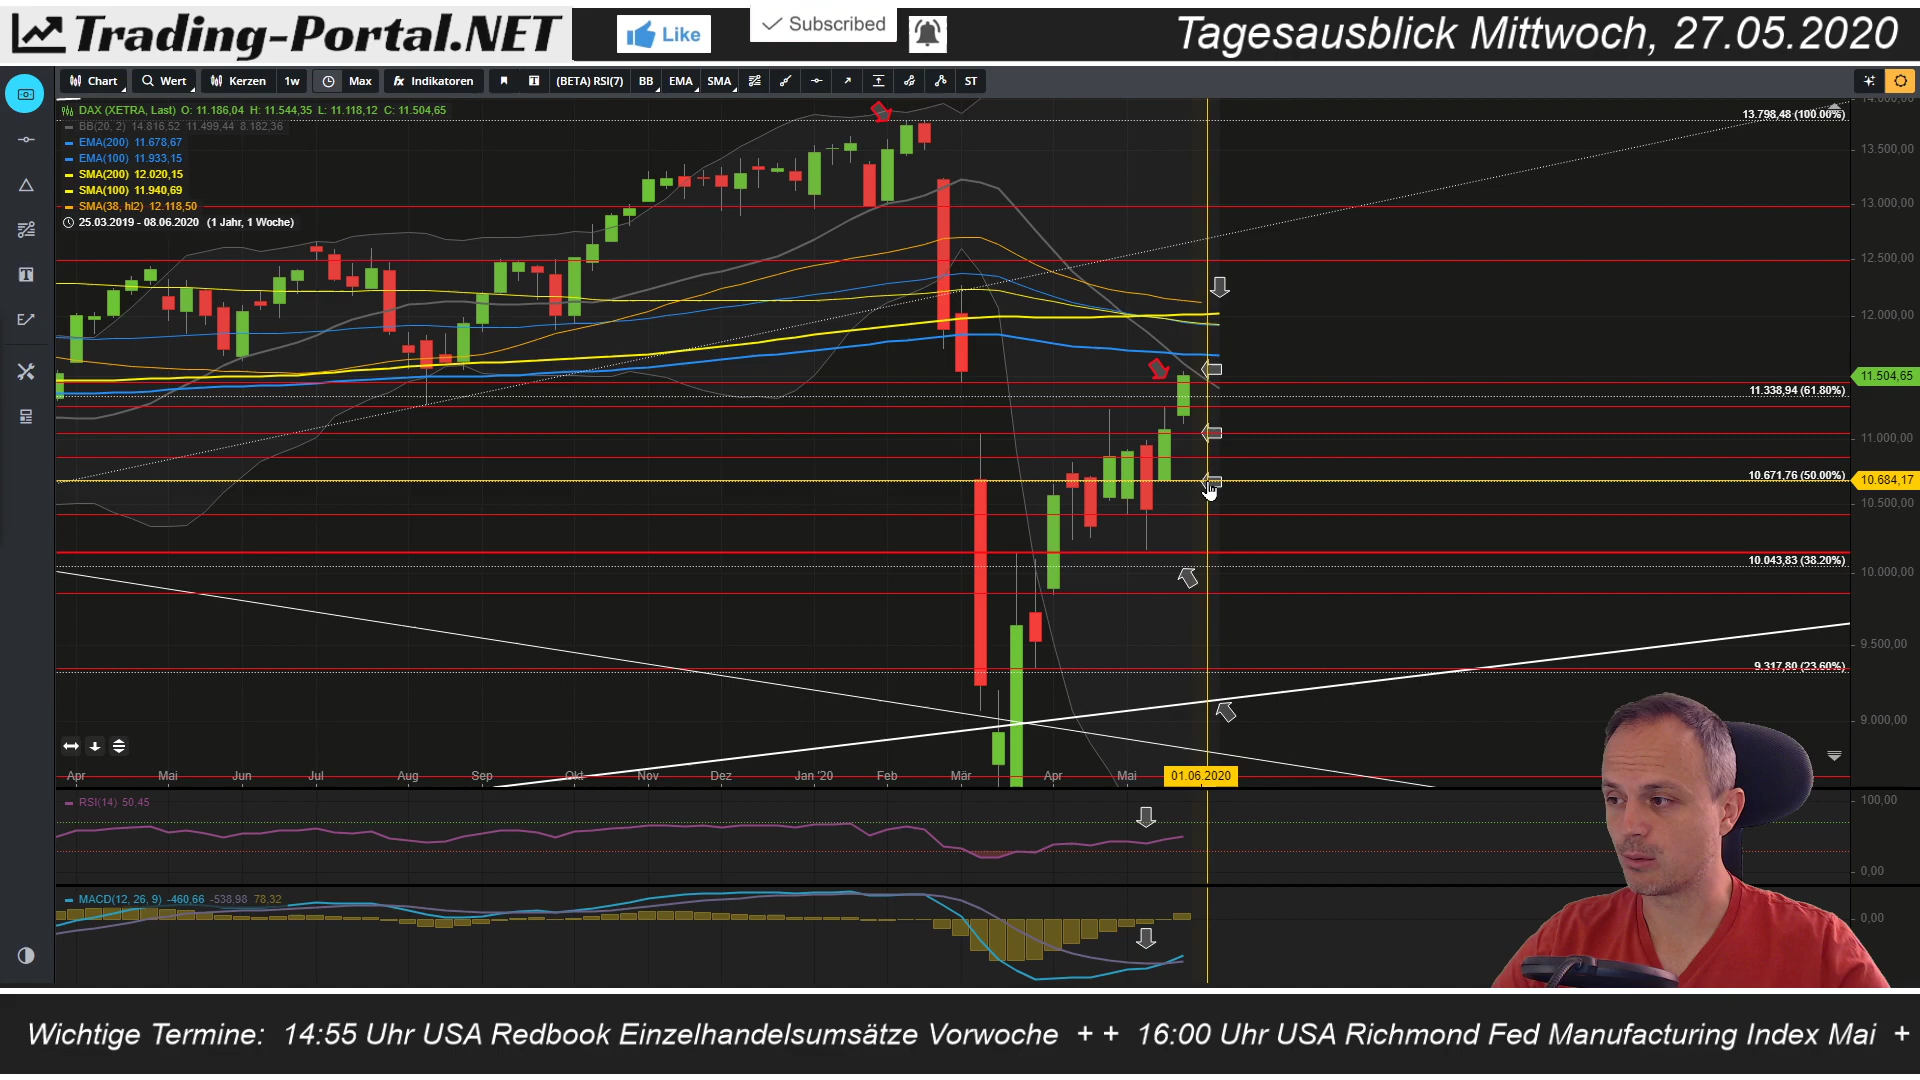 Trading-Portal.NET
Like
Subscribed
Tagesausblick Mittwoch, 27.05.2020
Chart
Wert
Kerzen
1w
Max
fx Indikatoren
T
(BETA) RSI(7)
BB
EMA
SMA
ST
DAX (XETRA, Last) O: 11.186,04 H: 11.544,35 L: 11.118,12 C: 11.504,65
BB(20, 2) 14.816,52 11.499,44 8.182,36
EMA(200) 11.678,67
EMA(100) 11.933,15
SMA(200) 12.020,15
SMA(100) 11.940,69
SMA(38, hl2) 12.118,50
25.03.2019 - 08.06.2020 (1 Jahr, 1 Woche)
14.000,00
13.798,48 (100.00%)
13.500,00
13.000,00
12.500,00
12.000,00
11.504,65
11.338,94 (61.80%)
11.000,00
10.671,76 (50.00%)
10.684,17
10.500,00
10.043,83 (38.20%)
10.000,00
9.500,00
9.317,80 (23.60%)
9.000,00
Apr
Mai
Jun
Jul
Aug
Sep
Okt
Nov
Dez
Jan '20
Feb
Mär
Apr
Mai
01.06.2020
RSI(14) 50,45
100,00
0,00
MACD(12, 26, 9) -460,66 -538,98 78,32
0,00
Wichtige Termine: 14:55 Uhr USA Redbook Einzelhandelsumsätze Vorwoche + + 16:00 Uhr USA Richmond Fed Manufacturing Index Mai +